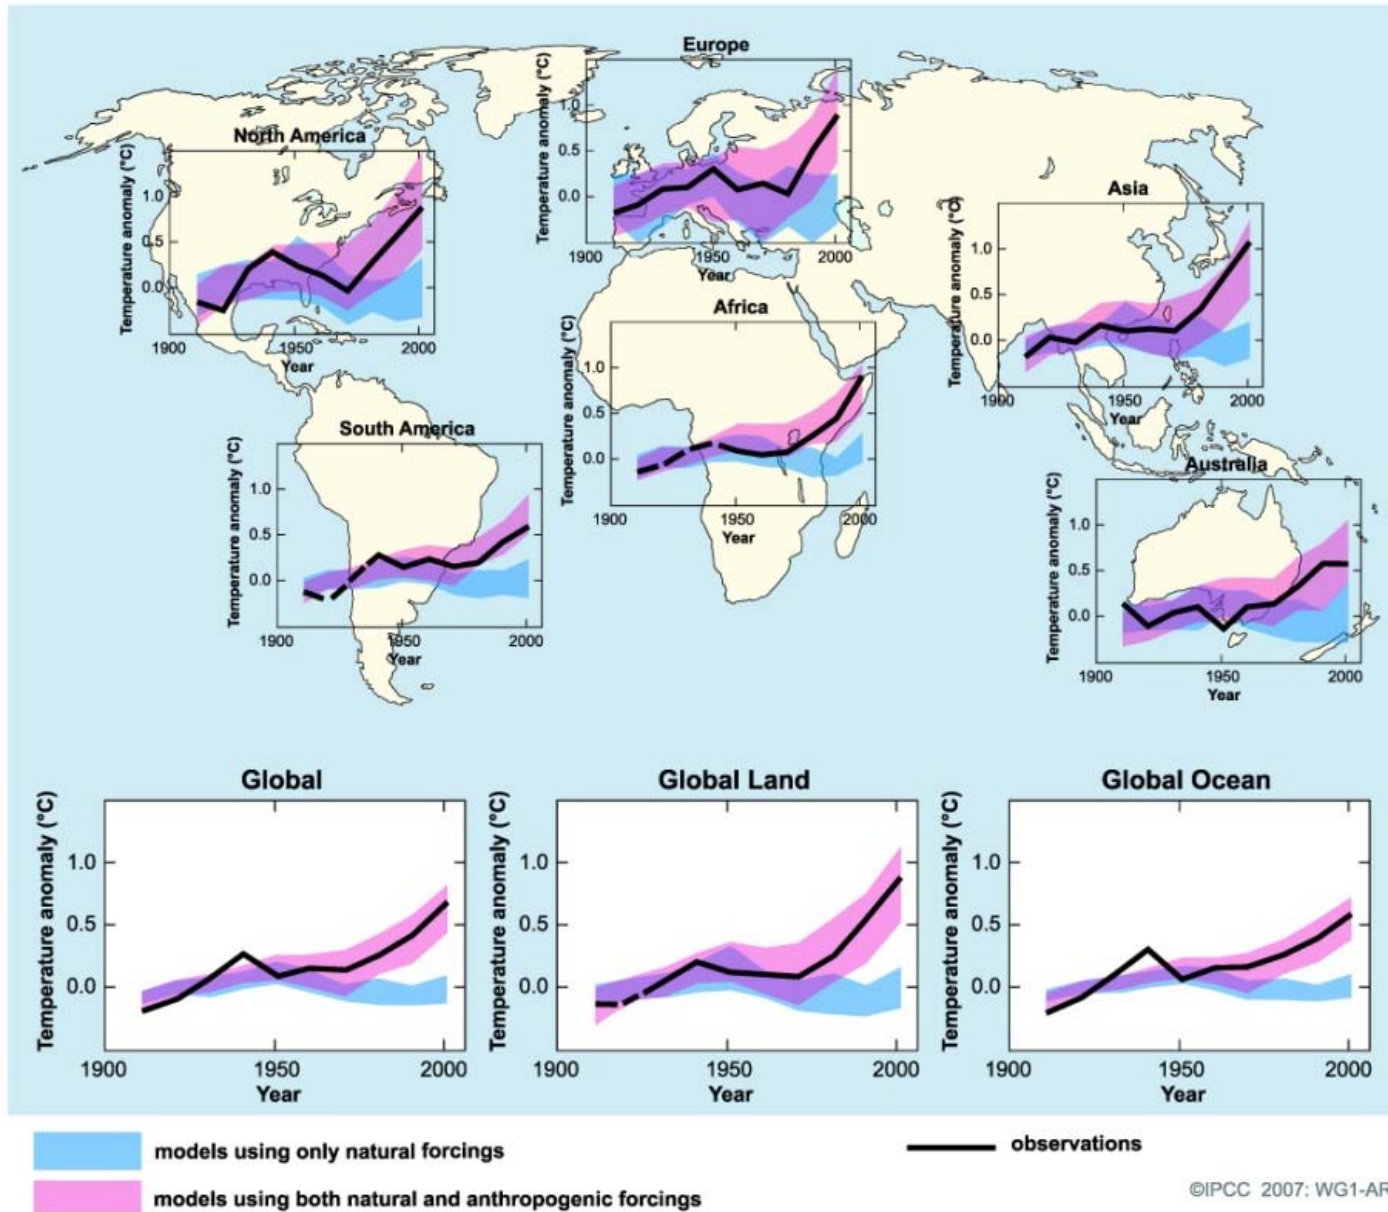 Europe
Temperature anomaly (°C)
1.0
0.5
0.0
1900
1950
2000
Year
North America
Temperature anomaly (°C)
1.0
0.5
0.0
1900
1950
2000
Year
Asia
Temperature anomaly (°C)
1.0
0.5
0.0
1900
1950
2000
Year
Africa
Temperature anomaly (°C)
1.0
0.5
0.0
1900
1950
2000
Year
South America
Temperature anomaly (°C)
1.0
0.5
0.0
1900
1950
2000
Year
Australia
Temperature anomaly (°C)
1.0
0.5
0.0
1900
1950
2000
Year
Global
Temperature anomaly (°C)
1.0
0.5
0.0
1900
1950
2000
Year
Global Land
Temperature anomaly (°C)
1.0
0.5
0.0
1900
1950
2000
Year
Global Ocean
Temperature anomaly (°C)
1.0
0.5
0.0
1900
1950
2000
Year
models using only natural forcings
observations
models using both natural and anthropogenic forcings
©IPCC 2007: WG1-AR